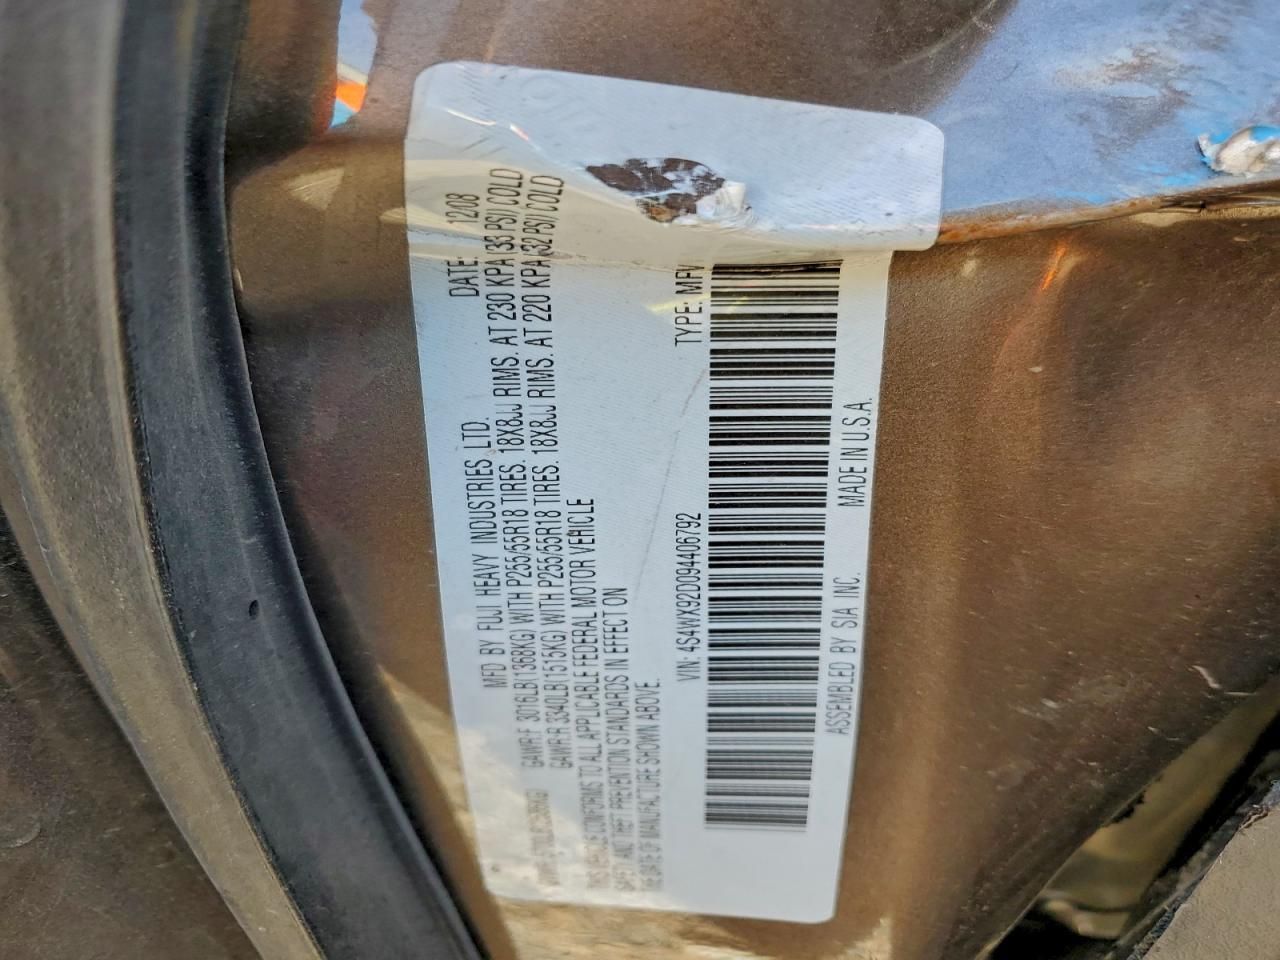 MFD BY FUJI HEAVY INDUSTRIES LTD. DATE: 12/08
GAWR:F 3016LB(1368KG) WITH P255/55R18 TIRES. 18X8JJ RIMS. AT 230 KPA(33 PSI) COLD
GAWR:R 3340LB(1515KG) WITH P255/55R18 TIRES. 18X8JJ RIMS. AT 220 KPA(32 PSI) COLD
THIS VEHICLE CONFORMS TO ALL APPLICABLE FEDERAL MOTOR VEHICLE
SAFETY AND THEFT PREVENTION STANDARDS IN EFFECT ON
THE DATE OF MANUFACTURE SHOWN ABOVE.
VIN: 4S4WX92D094406792 TYPE: MPV
ASSEMBLED BY SIA INC. MADE IN U.S.A.